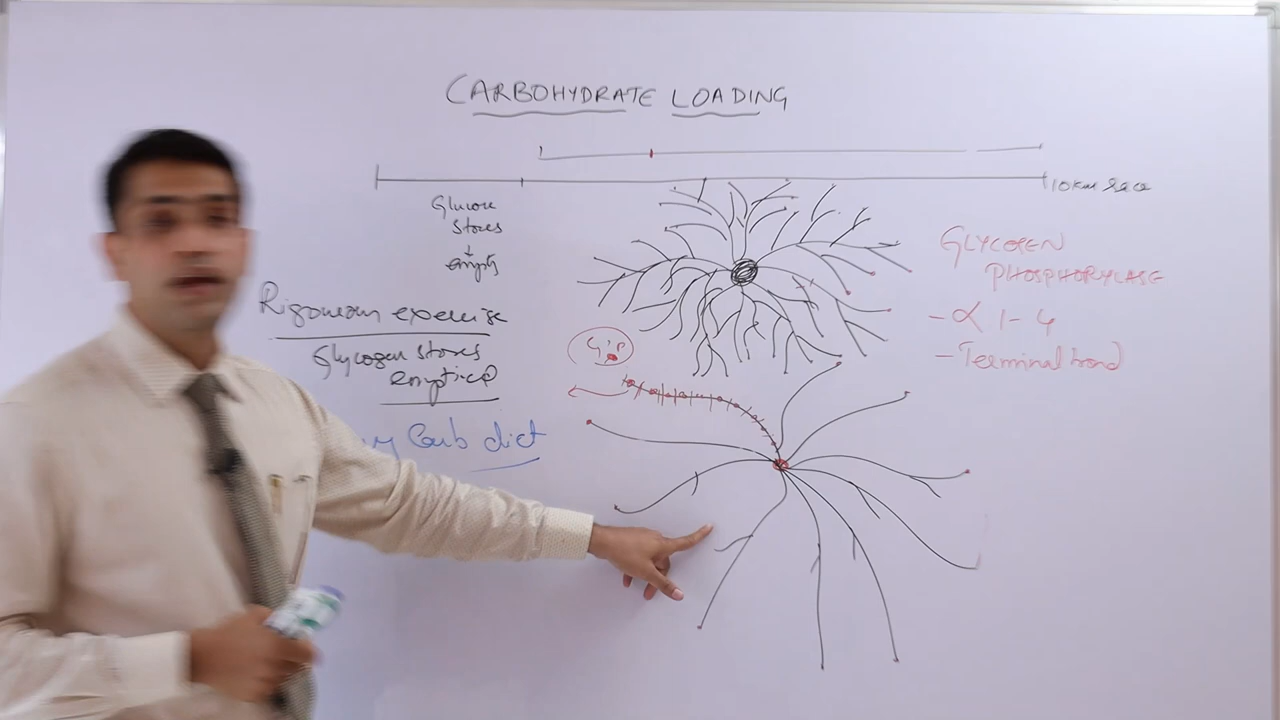 CARBOHYDRATE LOADING
10km race
Glucose
Stores
↓
empty
Rigorous exercise
Glycogen Stores
emptied
Carb diet
G1P
GLYCOGEN
PHOSPHORYLASE
- α 1-4
- Terminal bond